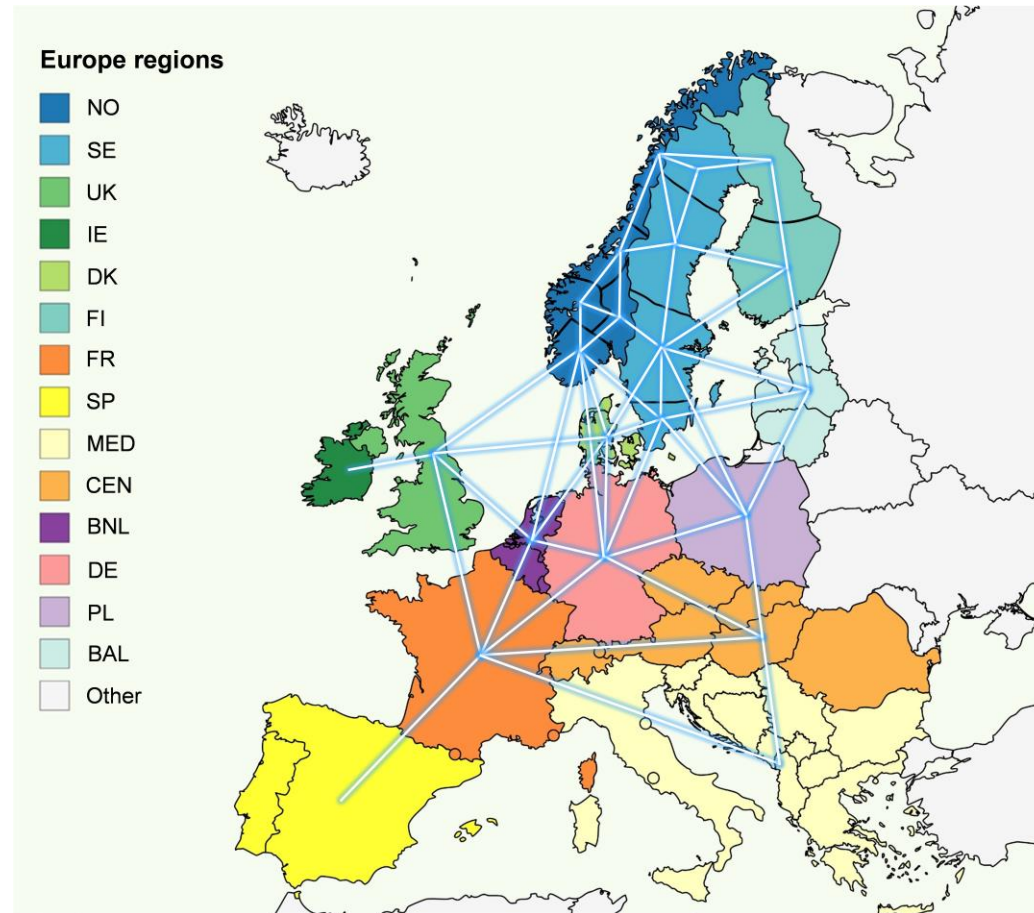 Europe regions
NO
SE
UK
IE
DK
FI
FR
SP
MED
CEN
BNL
DE
PL
BAL
Other